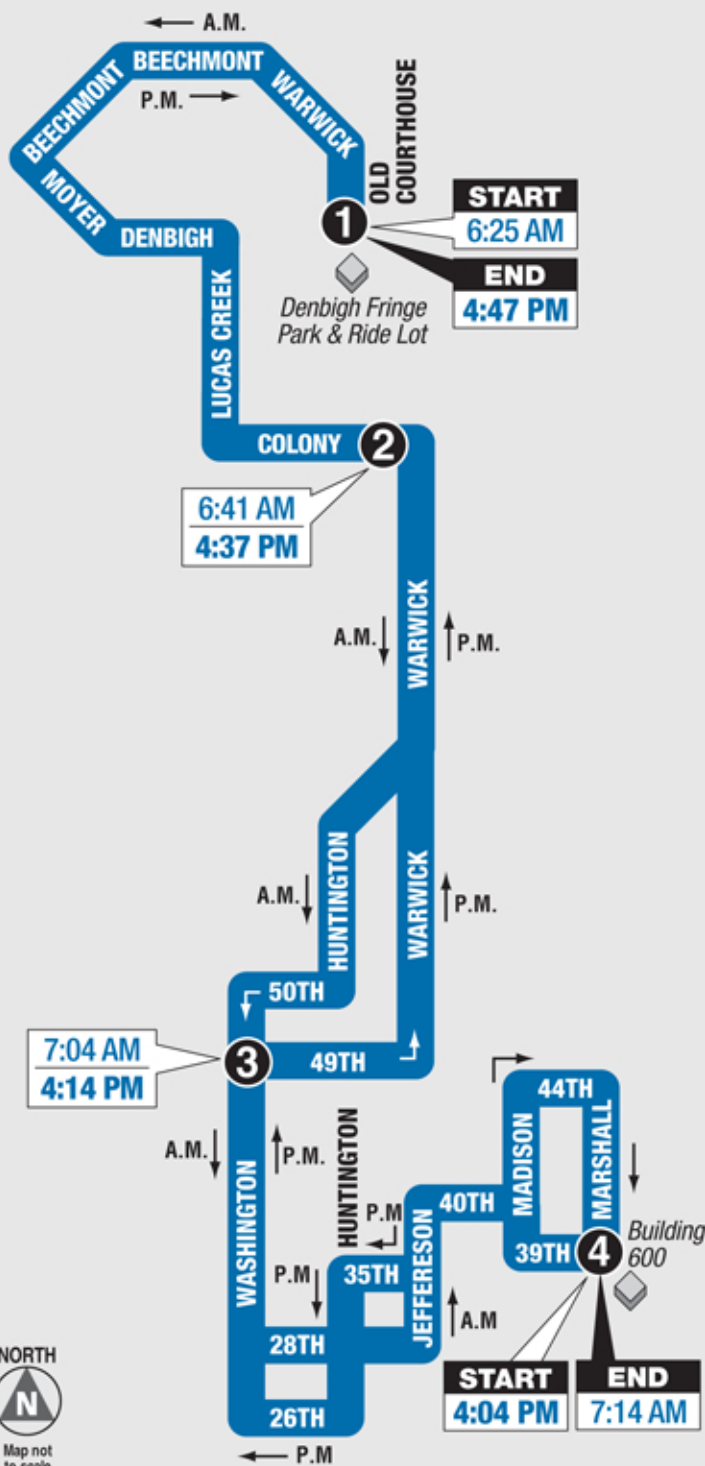 A.M.
BEECHMONT
P.M.
BEECHMONT
WARWICK
OLD
COURTHOUSE
MOYER
DENBIGH
1
START
6:25 AM
END
4:47 PM
Denbigh Fringe
Park & Ride Lot
LUCAS CREEK
COLONY
2
6:41 AM
4:37 PM
WARWICK
A.M.
P.M.
HUNTINGTON
WARWICK
A.M.
P.M.
50TH
7:04 AM
4:14 PM
3
49TH
44TH
MADISON
MARSHALL
A.M.
P.M.
WASHINGTON
HUNTINGTON
P.M
JEFFERESON
40TH
39TH
4
Building
600
P.M
35TH
A.M
28TH
START
4:04 PM
END
7:14 AM
26TH
P.M
NORTH
N
Map not
to scale